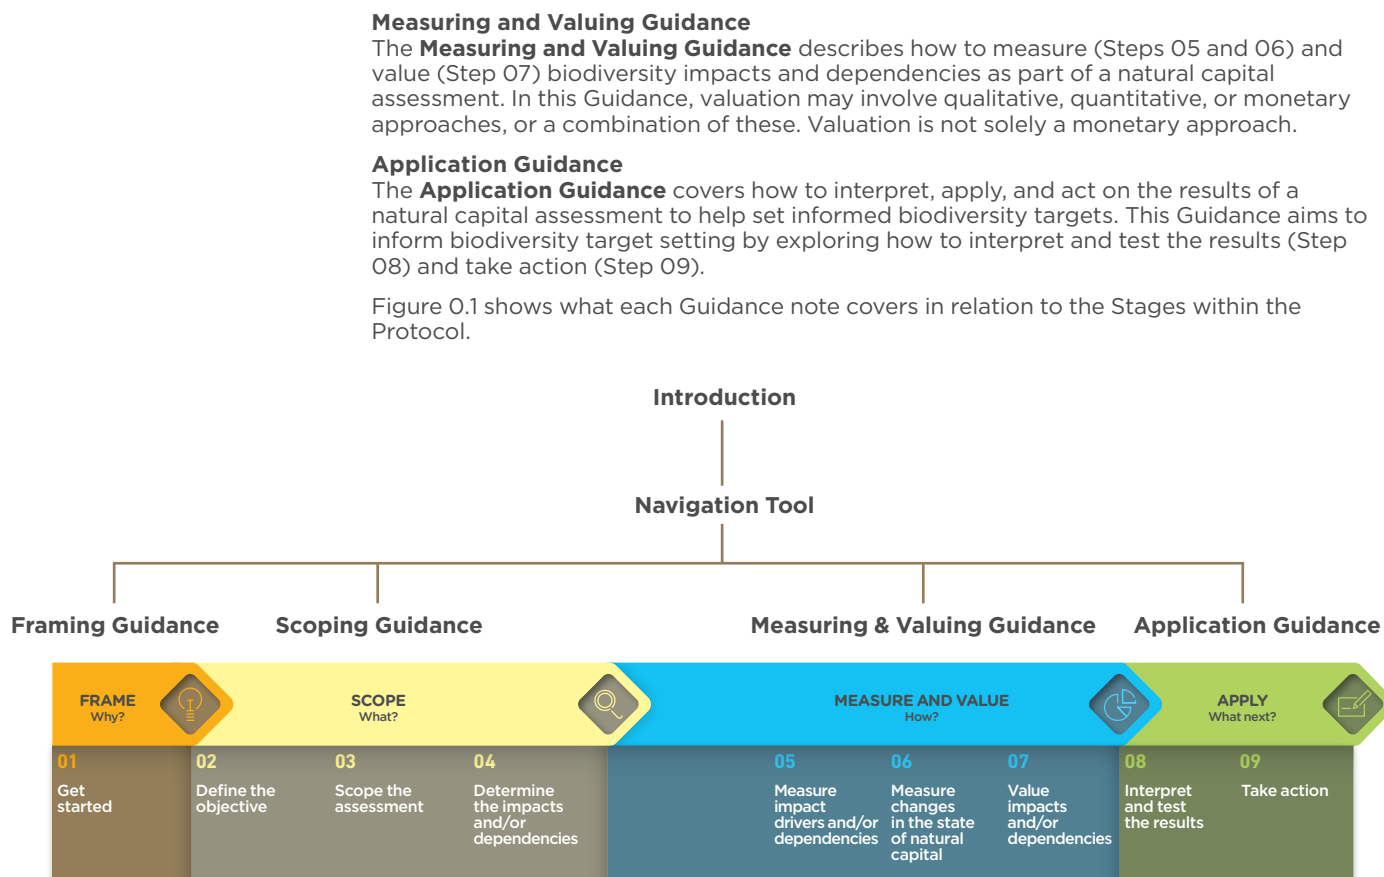 Measuring and Valuing Guidance
The Measuring and Valuing Guidance describes how to measure (Steps 05 and 06) and
value (Step 07) biodiversity impacts and dependencies as part of a natural capital
assessment. In this Guidance, valuation may involve qualitative, quantitative, or monetary
approaches, or a combination of these. Valuation is not solely a monetary approach.
Application Guidance
The Application Guidance covers how to interpret, apply, and act on the results of a
natural capital assessment to help set informed biodiversity targets. This Guidance aims to
inform biodiversity target setting by exploring how to interpret and test the results (Step
08) and take action (Step 09).
Figure 0.1 shows what each Guidance note covers in relation to the Stages within the
Protocol.
Introduction
Navigation Tool
Framing Guidance
Scoping Guidance
Measuring & Valuing Guidance
Application Guidance
FRAME
Why?
SCOPE
What?
MEASURE AND VALUE
How?
APPLY
What next?
01
Get
started
02
Define the
objective
03
Scope the
assessment
04
Determine
the impacts
and/or
dependencies
05
Measure
impact
drivers and/or
dependencies
06
Measure
changes
in the state
of natural
capital
07
Value
impacts
and/or
dependencies
08
Interpret
and test
the results
09
Take action